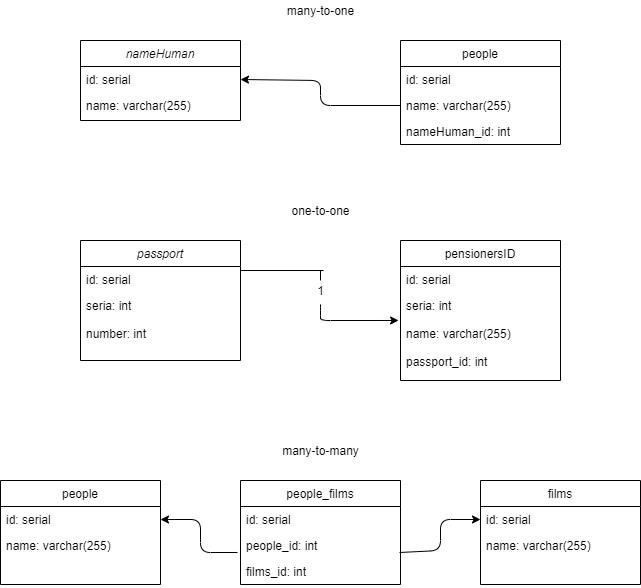 many-to-one
nameHuman
id: serial
name: varchar(255)
people
id: serial
name: varchar(255)
nameHuman_id: int
one-to-one
passport
id: serial
seria: int
number: int
1
pensionersID
id: serial
seria: int
name: varchar(255)
passport_id: int
many-to-many
people
id: serial
name: varchar(255)
people_films
id: serial
people_id: int
films_id: int
films
id: serial
name: varchar(255)